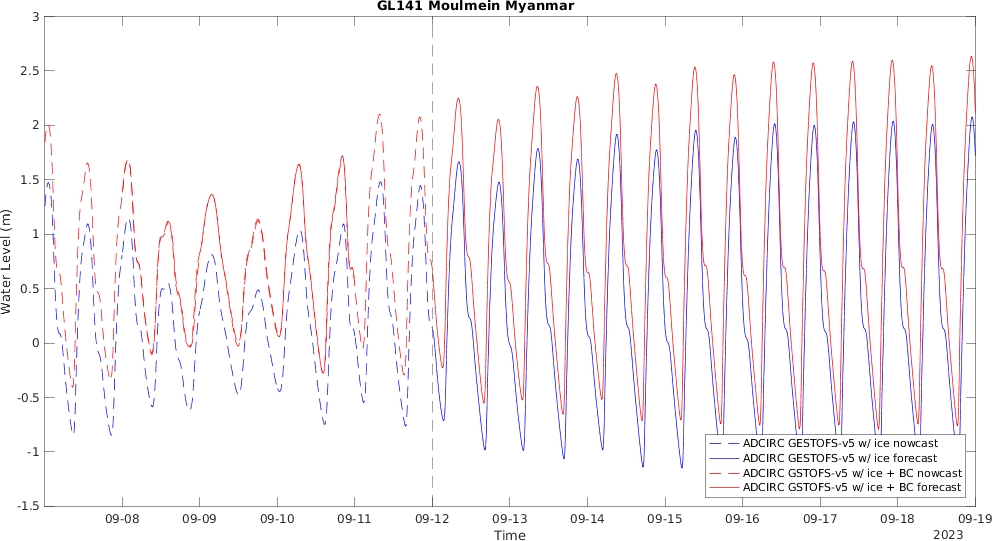 GL141 Moulmein Myanmar
3
2.5
2
1.5
1
0.5
0
-0.5
-1
-1.5
Water Level (m)
ADCIRC GESTOFS-v5 w/ ice nowcast
ADCIRC GESTOFS-v5 w/ ice forecast
ADCIRC GSTOFS-v5 w/ ice + BC nowcast
ADCIRC GSTOFS-v5 w/ ice + BC forecast
09-08 09-09 09-10 09-11 09-12 09-13 09-14 09-15 09-16 09-17 09-18 09-19
Time
2023